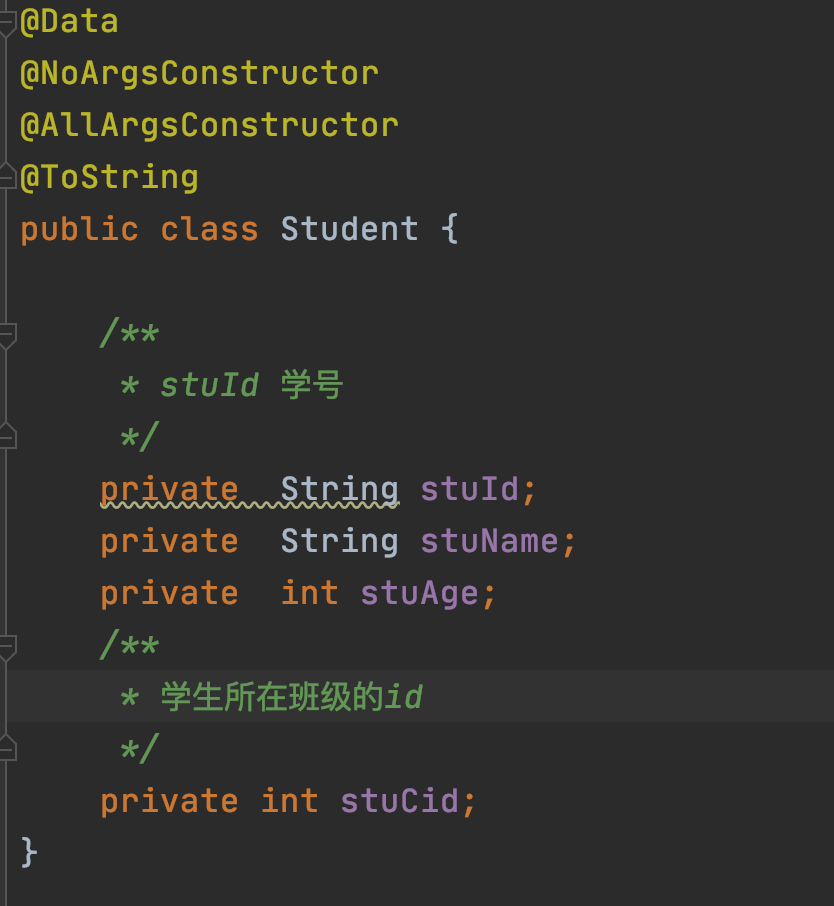 @Data
@NoArgsConstructor
@AllArgsConstructor
@ToString
public class Student {
/**
* stuId 学号
*/
private  String stuId;
private  String stuName;
private  int stuAge;
/**
* 学生所在班级的id
*/
private int stuCid;
}